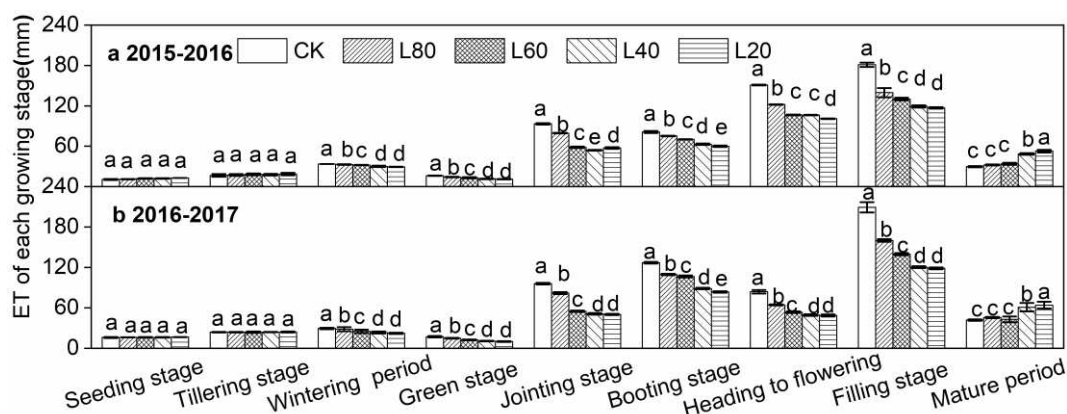 ET of each growing stage(mm)
240
a 2015-2016
CK
L80
L60
L40
L20
180
120
60
a a a a a
a a a a a
a b c d d
a b c d d
a b c e d
a b c d e
a b c c d
a b c d d
c c c b a
240
b 2016-2017
180
120
60
0
a a a a a
a a a a a
a b c d d
a b c d d
a b c d d
a b c d e
a b c d d
a b c d d
c c c b a
Seeding stage
Tillering stage
Wintering period
Green stage
Jointing stage
Booting stage
Heading to flowering
Filling stage
Mature period